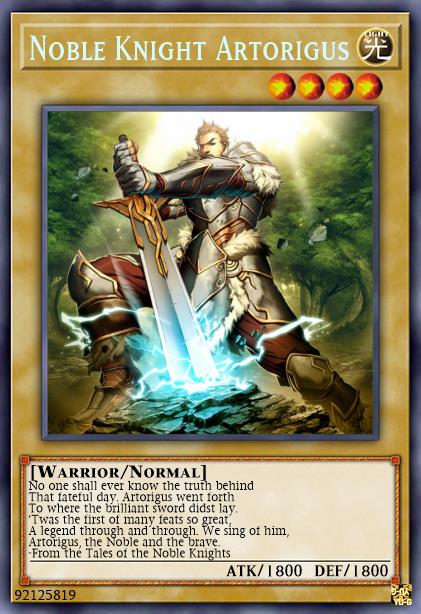 NOBLE KNIGHT ARTORIGUS
LIGHT
光
[WARRIOR/NORMAL]
No one shall ever know the truth behind
That fateful day. Artorigus went forth
To where the brilliant sword didst lay.
'Twas the first of many feats so great,
A legend through and through. We sing of him,
Artorigus, the Noble and the brave.
-From the Tales of the Noble Knights
ATK/1800 DEF/1800
92125819